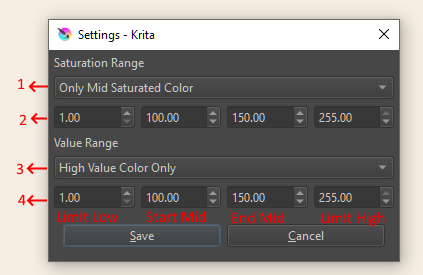 Settings - Krita
Saturation Range
1 Only Mid Saturated Color
2 1.00 100.00 150.00 255.00
Value Range
3 High Value Color Only
4 1.00 100.00 150.00 255.00
Limit Low Start Mid End Mid Limit High
Save Cancel